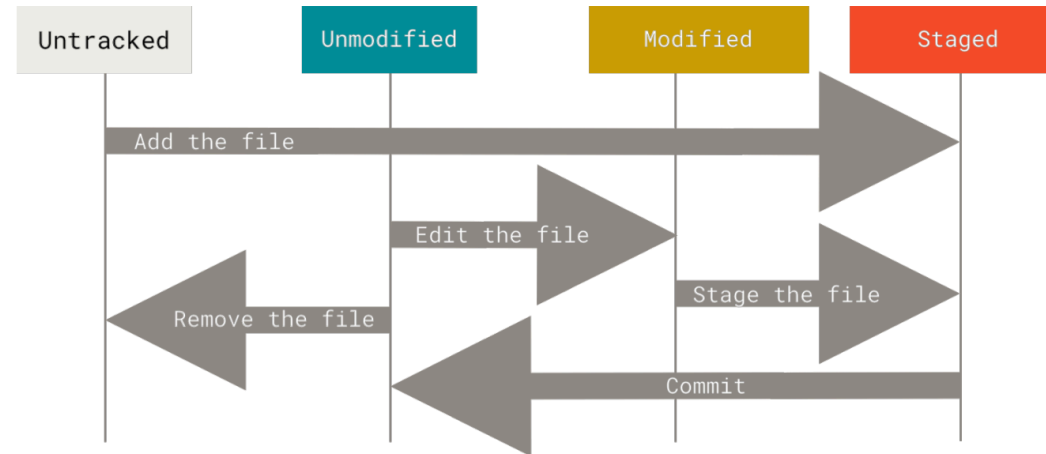 Untracked
Unmodified
Modified
Staged
Add the file
Edit the file
Stage the file
Remove the file
Commit